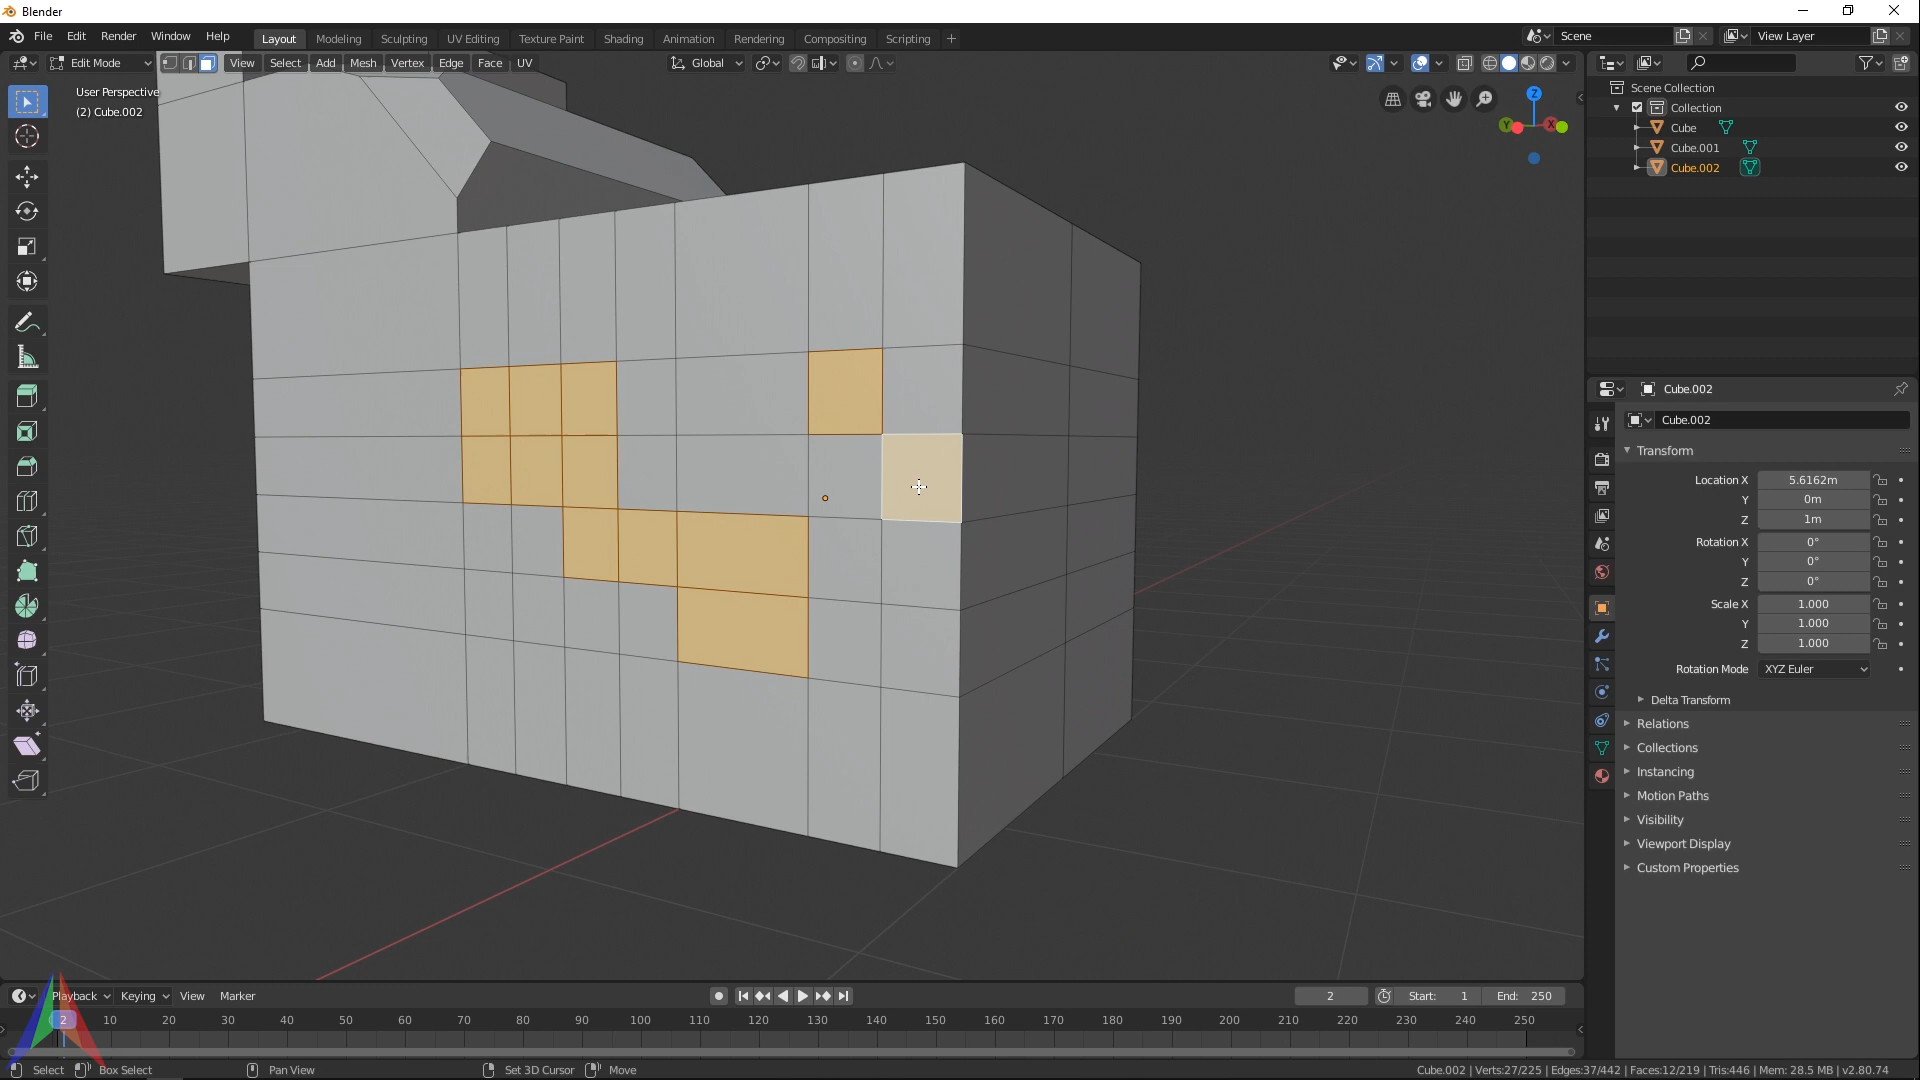 Blender
File Edit Render Window Help
Layout Modeling Sculpting UV Editing Texture Paint Shading Animation Rendering Compositing Scripting +
Scene
View Layer
Edit Mode
View Select Add Mesh Vertex Edge Face UV
Global
User Perspective
(2) Cube.002
Z
Y
X
Scene Collection
Collection
Cube
Cube.001
Cube.002
Cube.002
Cube.002
Transform
Location X 5.6162m
Y 0m
Z 1m
Rotation X 0°
Y 0°
Z 0°
Scale X 1.000
Y 1.000
Z 1.000
Rotation Mode XYZ Euler
Delta Transform
Relations
Collections
Instancing
Motion Paths
Visibility
Viewport Display
Custom Properties
Playback Keying View Marker
2
Start: 1
End: 250
2 10 20 30 40 50 60 70 80 90 100 110 120 130 140 150 160 170 180 190 200 210 220 230 240 250
Select Box Select Pan View Set 3D Cursor Move
Cube.002 | Verts:27/225 | Edges:37/442 | Faces:12/219 | Tris:446 | Mem: 28.5 MB | v2.80.74